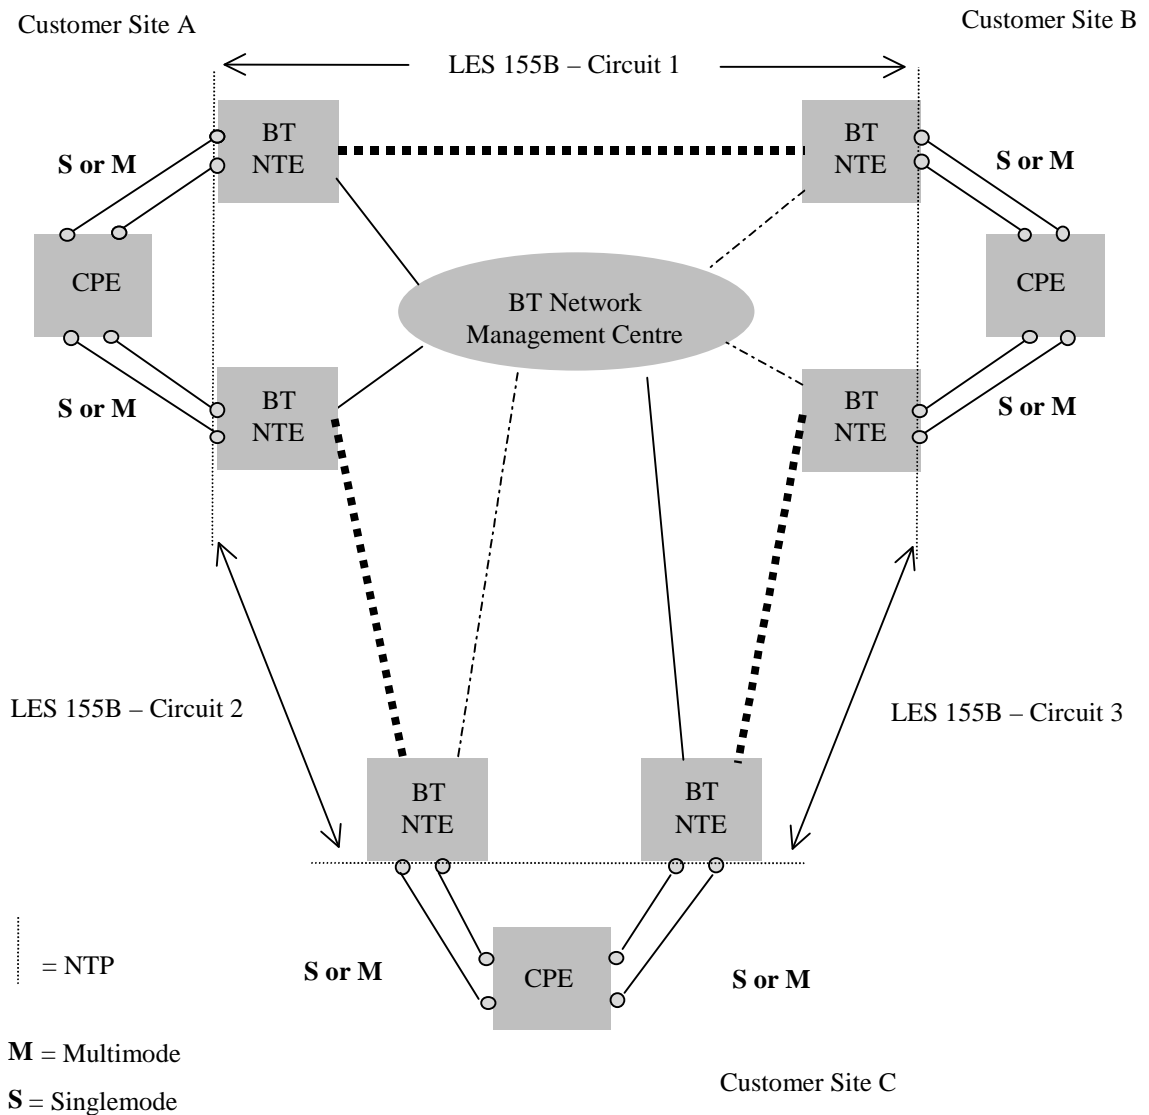 Customer Site A
Customer Site B
LES 155B – Circuit 1
BT
NTE
BT
NTE
S or M
S or M
CPE
BT Network
Management Centre
CPE
S or M
BT
NTE
BT
NTE
S or M
LES 155B – Circuit 2
LES 155B – Circuit 3
BT
NTE
BT
NTE
= NTP
S or M
CPE
S or M
M = Multimode
Customer Site C
S = Singlemode